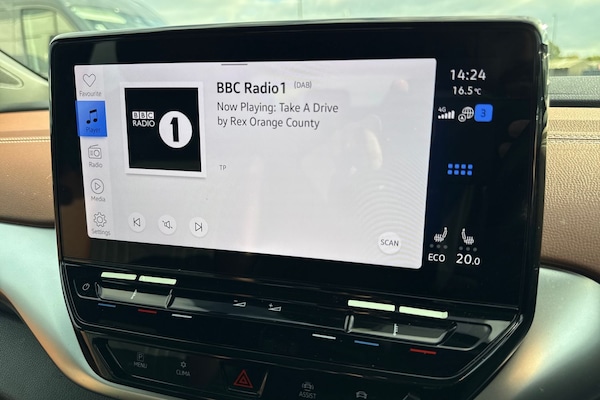 Favourite
Player
Radio
Media
Settings
BBC
RADIO
1
BBC Radio1 (DAB)
Now Playing: Take A Drive
by Rex Orange County
TP
SCAN
14:24
16.5°C
4G
3
ECO
20.0
P
MENU
CLIMA
ASSIST